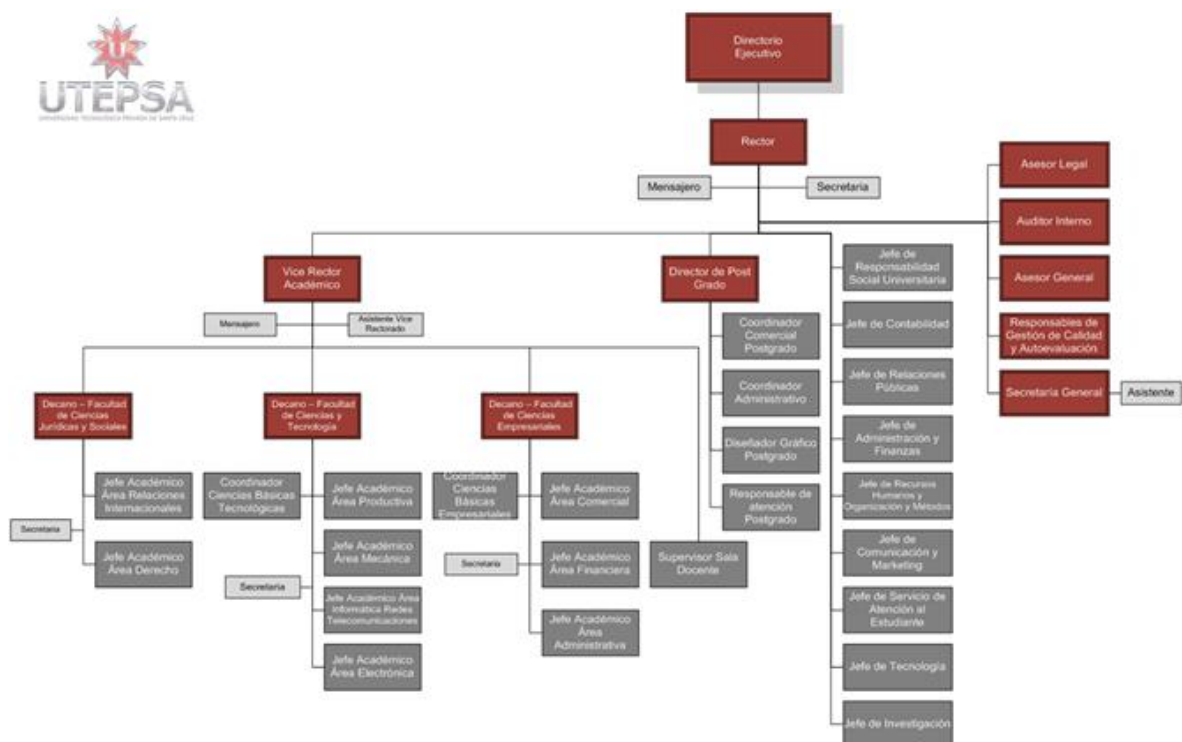 UTEPSA
UNIVERSIDAD TECNOLÓGICA PRIVADA DE SANTA CRUZ
Directorio
Ejecutivo
Rector
Mensajero
Secretaria
Asesor Legal
Auditor Interno
Asesor General
Responsables de
Gestión de Calidad
y Autoevaluación
Secretaría General
Asistente
Vice Rector
Académico
Mensajero
Asistente Vice
Rectorado
Director de Post
Grado
Coordinador
Comercial
Postgrado
Coordinador
Administrativo
Diseñador Gráfico
Postgrado
Responsable de
atención
Postgrado
Jefe de
Responsabilidad
Social Universitaria
Jefe de Contabilidad
Jefe de Relaciones
Públicas
Jefe de
Administración y
Finanzas
Jefe de Recursos
Humanos y
Organización y Métodos
Jefe de
Comunicación y
Marketing
Jefe de Servicio de
Atención al
Estudiante
Jefe de Tecnología
Jefe de Investigación
Decano – Facultad
de Ciencias
Jurídicas y Sociales
Jefe Académico
Área Relaciones
Internacionales
Secretaria
Jefe Académico
Área Derecho
Decano – Facultad
de Ciencias y
Tecnología
Coordinador
Ciencias Básicas
Tecnológicas
Jefe Académico
Área Productiva
Jefe Académico
Área Mecánica
Secretaria
Jefe Académico Área
Informática Redes
Telecomunicaciones
Jefe Académico
Área Electrónica
Decano – Facultad
de Ciencias
Empresariales
Coordinador
Ciencias
Básicas
Empresariales
Jefe Académico
Área Comercial
Secretaria
Jefe Académico
Área Financiera
Jefe Académico
Área
Administrativa
Supervisor Sala
Docente